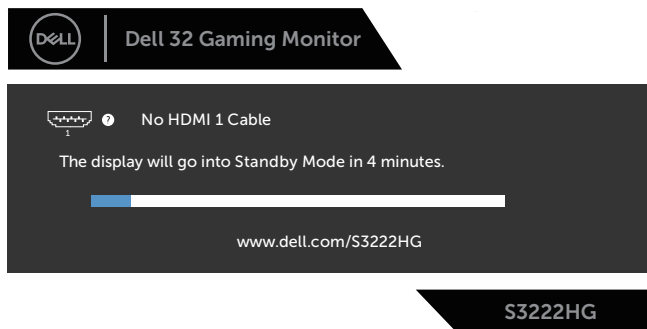 DELL
Dell 32 Gaming Monitor
1
?
No HDMI 1 Cable
The display will go into Standby Mode in 4 minutes.
www.dell.com/S3222HG
S3222HG